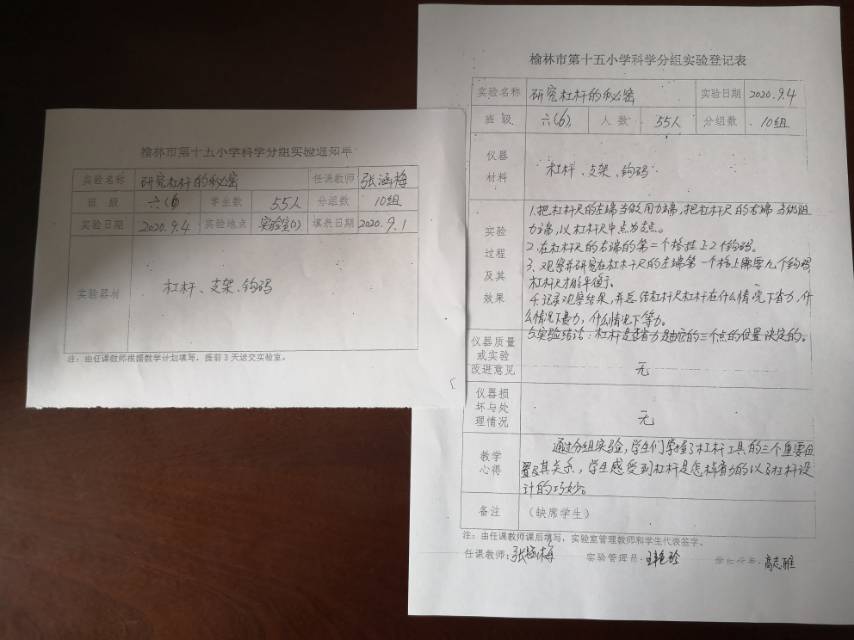 榆林市第十五小学科学分组实验通知单
实验名称 研究杠杆的秘密 任课教师 张涵梅
班 级 六(6) 学生数 55人 分组数 10组
实验日期 2020.9.4 实验地点 实验室(1) 填表日期 2020.9.1
实验器材 杠杆、支架、钩码
注:由任课教师根据教学计划填写,提前3天送交实验室。
榆林市第十五小学科学分组实验登记表
实验名称 研究杠杆的秘密 实验日期 2020.9.4
班 级 六(6) 人 数 55人 分组数 10组
仪器
材料
杠杆、支架、钩码
实验
过程
及其
效果
1.把杠杆尺的左端当做用力端,把杠杆尺的右端当做阻
力端,以杠杆尺中点为支点。
2.在杠杆尺的右端的第二个格挂上2个钩码。
3.观察并研究在杠杆尺的左端第一个格上需要几个钩码
杠杆尺才能平衡。
4.记录观察结果,并总结杠杆尺杠杆在什么情况下省力,什
么情况下费力,什么情况下等力。
5.实验结论:杠杆是否省力是由它的三个点的位置决定的。
仪器质量
或实验
改进意见
无
仪器损
坏与处
理情况
无
教学
心得
通过分组实验,学生们掌握了杠杆工具的三个重要位
置及其关系,学生感受到杠杆是怎样省力的以及杠杆设
计的巧妙。
备注 (缺席学生)
注:由任课教师课后填写,实验室管理教师和学生代表签字。
任课教师:张涵梅 实验管理员: 学生代表:高志雅